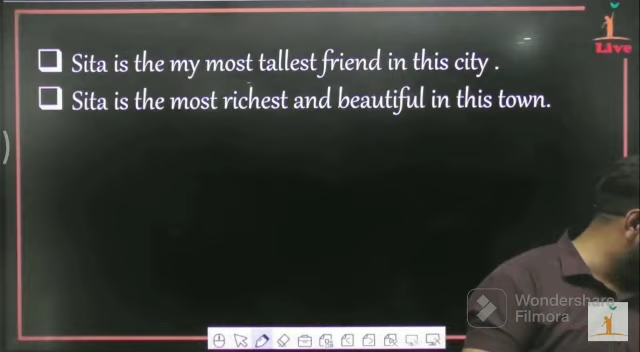 Live
Sita is the my most tallest friend in this city .
Sita is the most richest and beautiful in this town.
Wondershare
Filmora